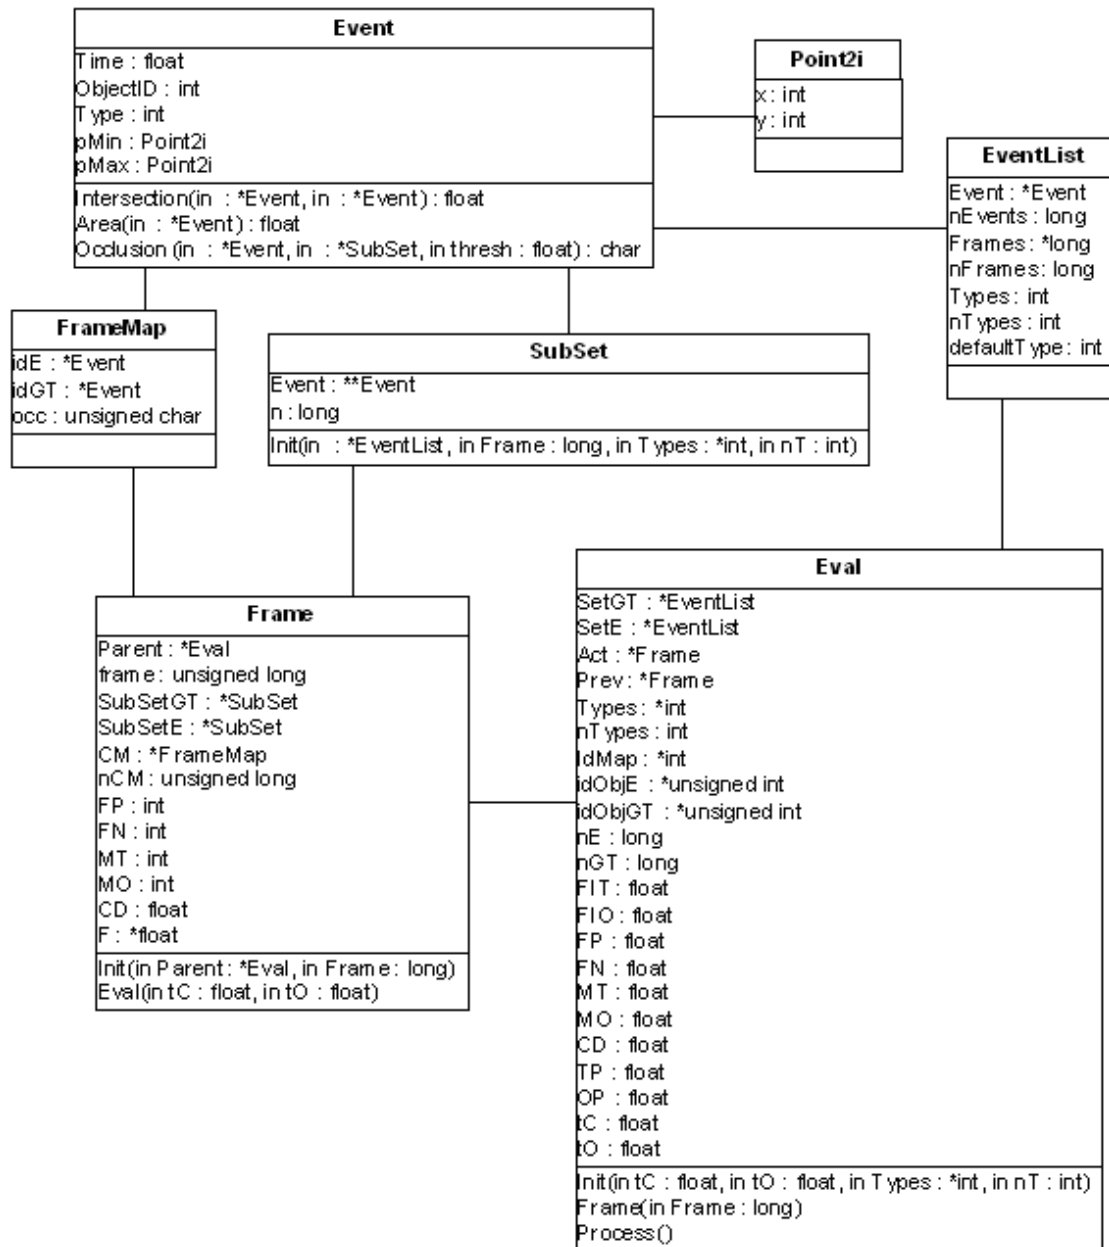 Event
Time : float
ObjectID : int
Type : int
pMin : Point2i
pMax : Point2i
Intersection(in : *Event, in : *Event) : float
Area(in : *Event) : float
Occlusion (in : *Event, in : *SubSet, in thresh : float) : char
Point2i
x : int
y : int
EventList
Event : *Event
nEvents : long
Frames : *long
nFrames : long
Types : int
nTypes : int
defaultType : int
FrameMap
idE : *Event
idGT : *Event
occ : unsigned char
SubSet
Event : **Event
n : long
Init(in : *EventList, in Frame : long, in Types : *int, in nT : int)
Frame
Parent : *Eval
frame : unsigned long
SubSetGT : *SubSet
SubSetE : *SubSet
CM : *FrameMap
nCM : unsigned long
FP : int
FN : int
MT : int
MO : int
CD : float
F : *float
Init(in Parent : *Eval, in Frame : long)
Eval(in tC : float, in tO : float)
Eval
SetGT : *EventList
SetE : *EventList
Act : *Frame
Prev : *Frame
Types : *int
nTypes : int
IdMap : *int
idObjE : *unsigned int
idObjGT : *unsigned int
nE : long
nGT : long
FIT : float
FIO : float
FP : float
FN : float
MT : float
MO : float
CD : float
TP : float
OP : float
tC : float
tO : float
Init(in tC : float, in tO : float, in Types : *int, in nT : int)
Frame(in Frame : long)
Process()